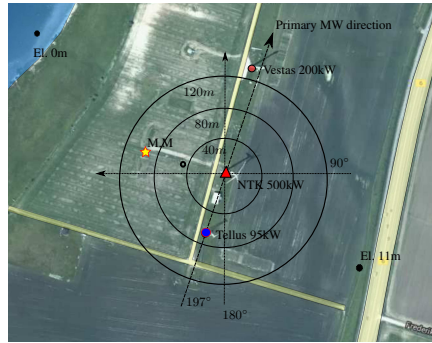 Primary MW direction
El. 0m
Vestas 200kW
120m
80m
M.M
40m
90°
NTK 500kW
Tellus 95kW
El. 11m
197°
180°